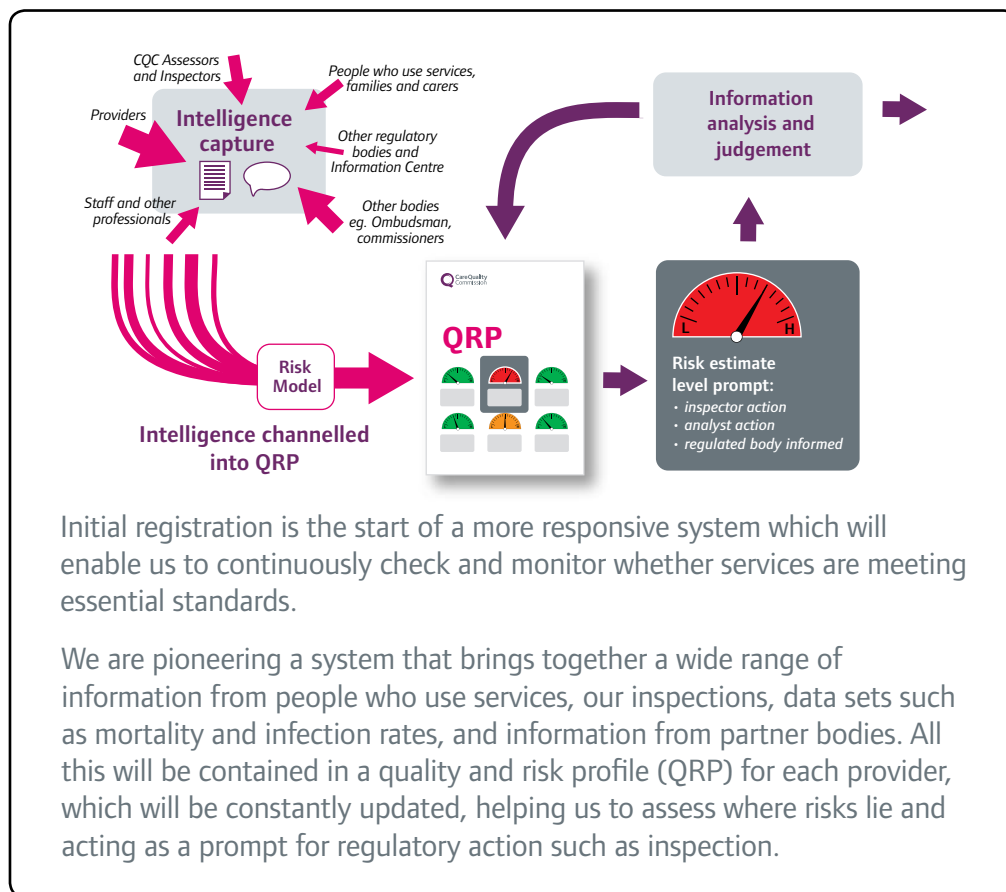 CQC Assessors
and Inspectors
People who use services,
families and carers
Providers
Intelligence
capture
Other regulatory
bodies and
Information Centre
Staff and other
professionals
Other bodies
eg. Ombudsman,
commissioners
Information
analysis and
judgement
Risk
Model
Intelligence channelled
into QRP
CareQuality
Commission
QRP
L
H
Risk estimate
level prompt:
· inspector action
· analyst action
· regulated body informed
Initial registration is the start of a more responsive system which will
enable us to continuously check and monitor whether services are meeting
essential standards.
We are pioneering a system that brings together a wide range of
information from people who use services, our inspections, data sets such
as mortality and infection rates, and information from partner bodies. All
this will be contained in a quality and risk profile (QRP) for each provider,
which will be constantly updated, helping us to assess where risks lie and
acting as a prompt for regulatory action such as inspection.